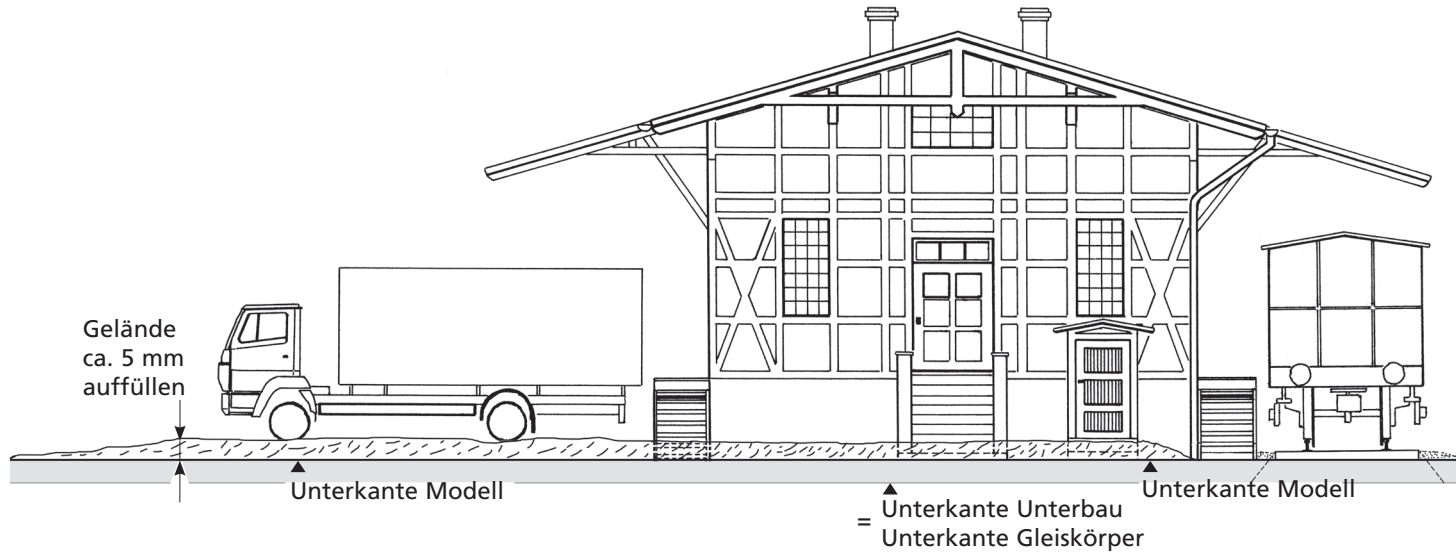 Gelände
ca. 5 mm
auffüllen
Unterkante Modell
Unterkante Modell
= Unterkante Unterbau
Unterkante Gleiskörper